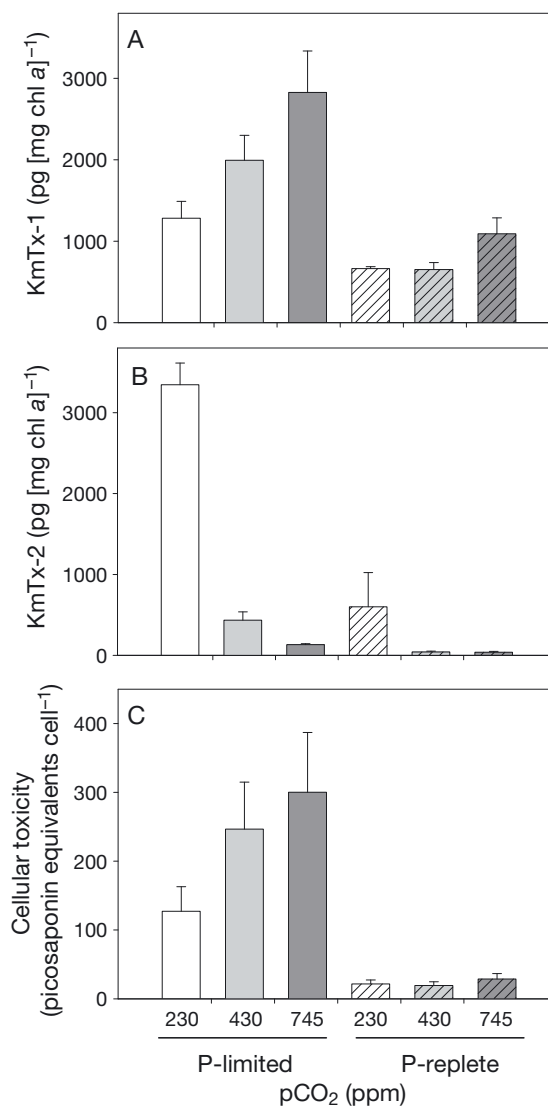 A
KmTx-1 (pg [mg chl a]⁻¹)
3000
2000
1000
0
B
KmTx-2 (pg [mg chl a]⁻¹)
3000
2000
1000
0
C
Cellular toxicity
(picosaponin equivalents cell⁻¹)
400
300
200
100
0
230 430 745 230 430 745
P-limited P-replete
pCO₂ (ppm)